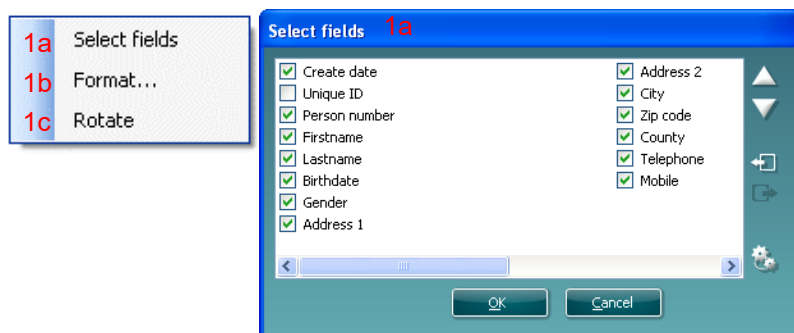 1a Select fields
1b Format...
1c Rotate
Select fields 1a
Create date
Unique ID
Person number
Firstname
Lastname
Birthdate
Gender
Address 1
Address 2
City
Zip code
County
Telephone
Mobile
OK
Cancel